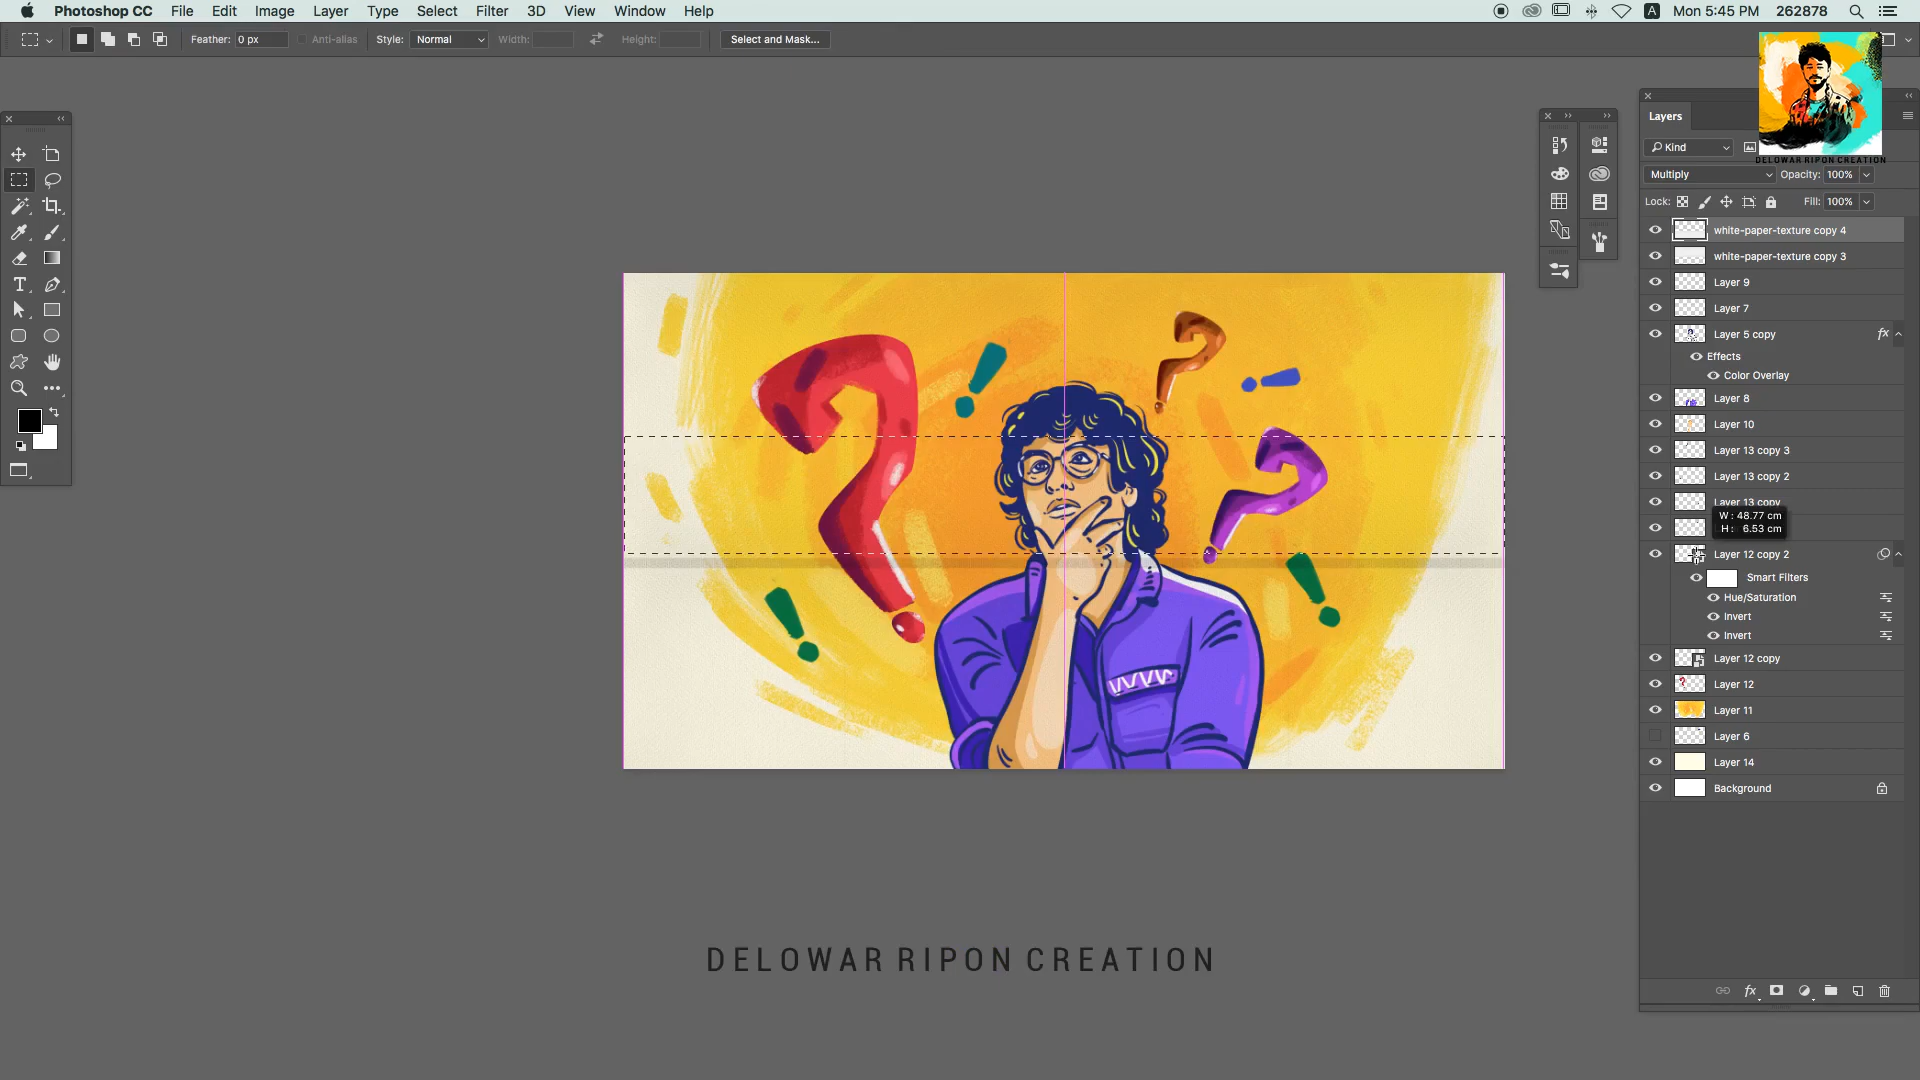 Photoshop CC File Edit Image Layer Type Select Filter 3D View Window Help A Mon 5:45 PM 262878
Feather: 0 px Anti-alias Style: Normal Width: Height: Select and Mask...
Layers
Kind
DELOWAR RIPON CREATION
Multiply Opacity: 100%
Lock: Fill: 100%
white-paper-texture copy 4
white-paper-texture copy 3
Layer 9
Layer 7
Layer 5 copy fx
Effects
Color Overlay
Layer 8
Layer 10
Layer 13 copy 3
Layer 13 copy 2
Layer 13 copy
W : 48.77 cm
H : 6.53 cm
Layer 12 copy 2
Smart Filters
Hue/Saturation
Invert
Invert
Layer 12 copy
Layer 12
Layer 11
Layer 6
Layer 14
Background
fx
DELOWAR RIPON CREATION